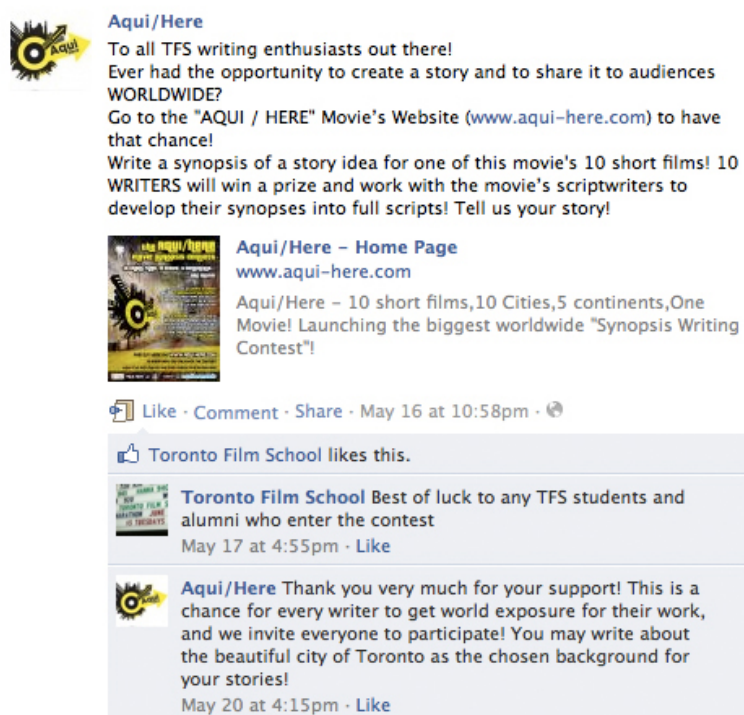 Aqui/Here
To all TFS writing enthusiasts out there!
Ever had the opportunity to create a story and to share it to audiences
WORLDWIDE?
Go to the "AQUI / HERE" Movie's Website (www.aqui-here.com) to have
that chance!
Write a synopsis of a story idea for one of this movie's 10 short films! 10
WRITERS will win a prize and work with the movie's scriptwriters to
develop their synopses into full scripts! Tell us your story!
Aqui/Here - Home Page
www.aqui-here.com
Aqui/Here - 10 short films,10 Cities,5 continents,One
Movie! Launching the biggest worldwide "Synopsis Writing
Contest"!
Like · Comment · Share · May 16 at 10:58pm ·
Toronto Film School likes this.
Toronto Film School Best of luck to any TFS students and
alumni who enter the contest
May 17 at 4:55pm · Like
Aqui/Here Thank you very much for your support! This is a
chance for every writer to get world exposure for their work,
and we invite everyone to participate! You may write about
the beautiful city of Toronto as the chosen background for
your stories!
May 20 at 4:15pm · Like